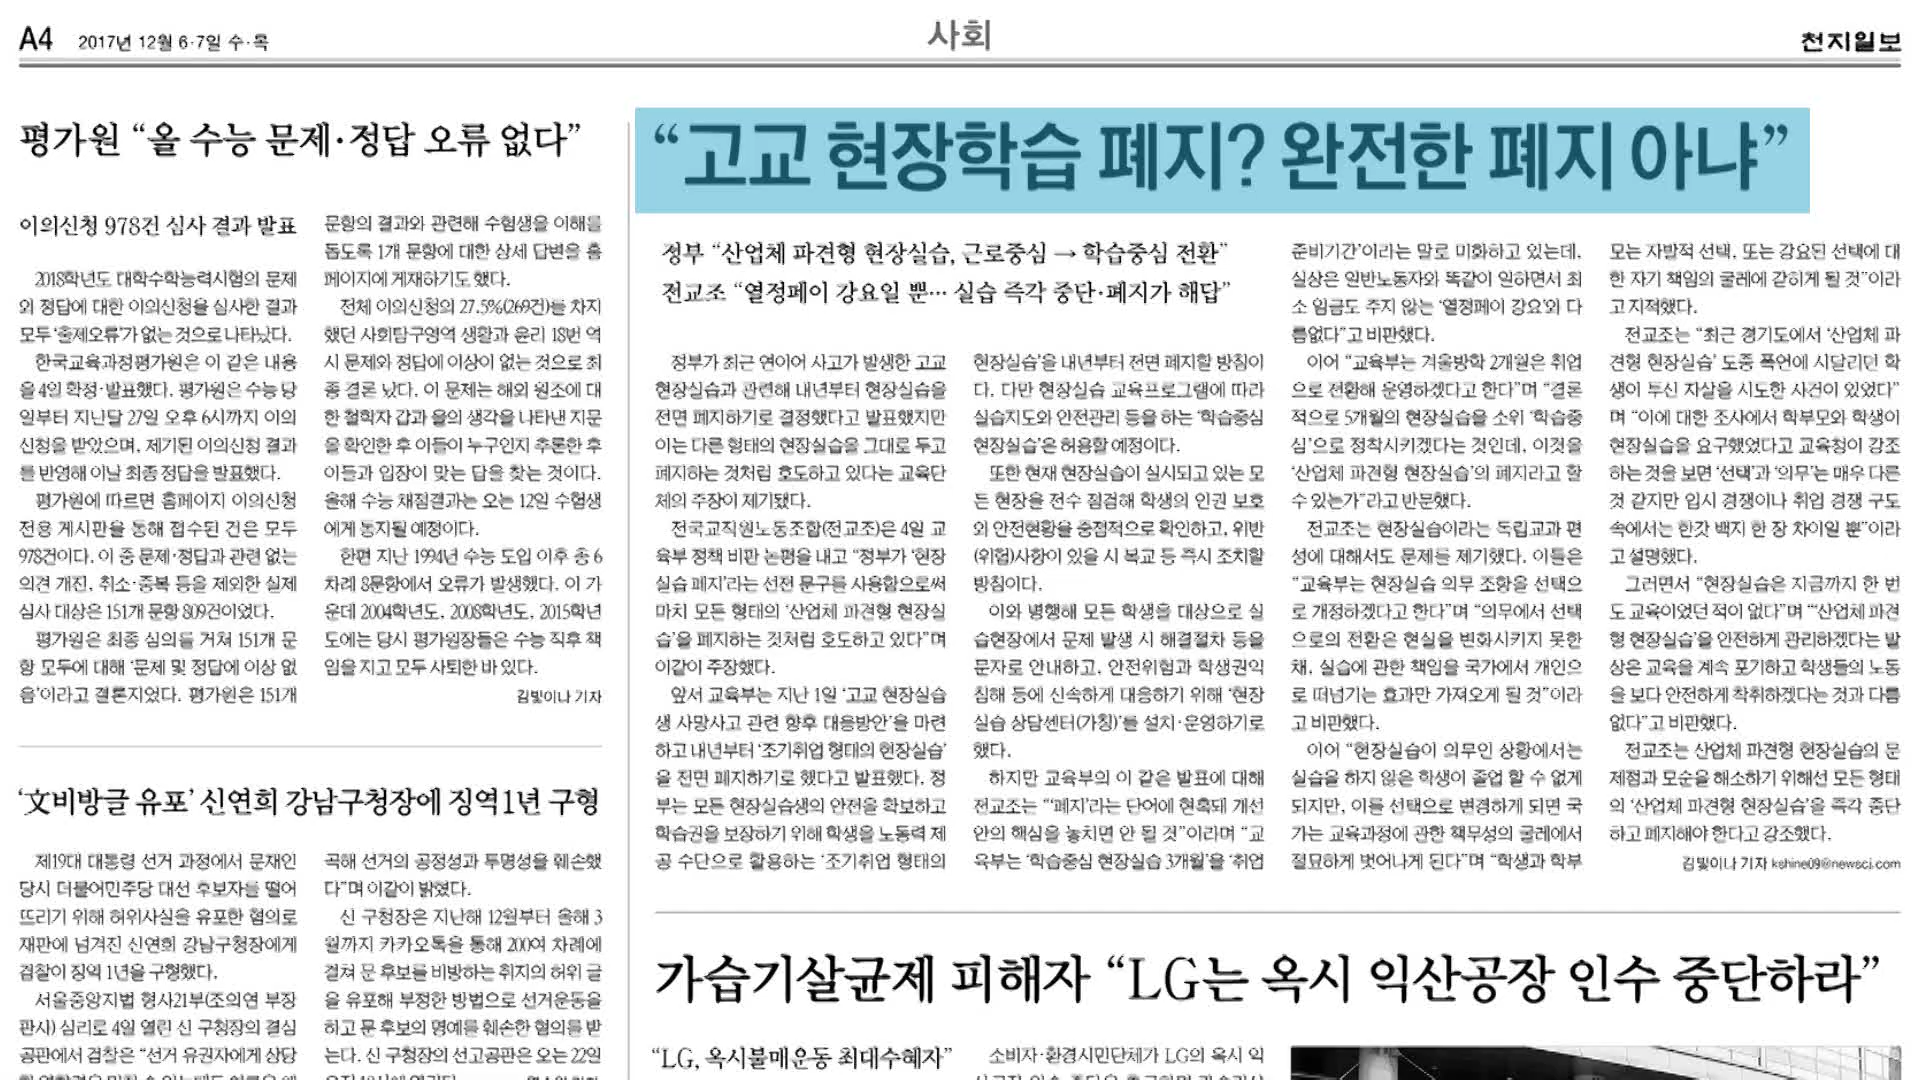 A4 2017년 12월 6·7일 수·목
사회
천지일보
평가원 “올 수능 문제·정답 오류 없다”
이의신청 978건 심사 결과 발표
2018학년도 대학수학능력시험의 문제
와 정답에 대한 이의신청을 심사한 결과
모두 ‘출제오류’가 없는 것으로 나타났다.
한국교육과정평가원은 이 같은 내용
을 4일 확정·발표했다. 평가원은 수능 당
일부터 지난달 27일 오후 6시까지 이의
신청을 받았으며, 제기된 이의신청 결과
를 반영해 이날 최종 정답을 발표했다.
평가원에 따르면 홈페이지 이의신청
전용 게시판을 통해 접수된 건은 모두
978건이다. 이 중 문제·정답과 관련 없는
의견 개진, 취소·중복 등을 제외한 실제
심사 대상은 151개 문항 809건이었다.
평가원은 최종 심의를 거쳐 151개 문
항 모두에 대해 ‘문제 및 정답에 이상 없
음’이라고 결론지었다. 평가원은 151개
문항의 결과와 관련해 수험생을 이해를
돕도록 1개 문항에 대한 상세 답변을 홈
페이지에 게재하기도 했다.
전체 이의신청의 27.5%(269건)를 차지
했던 사회탐구영역 생활과 윤리 18번 역
시 문제와 정답에 이상이 없는 것으로 최
종 결론 났다. 이 문제는 해외 원조에 대
한 철학자 갑과 을의 생각을 나타낸 지문
을 확인한 후 이들이 누구인지 추론한 후
이들과 입장이 맞는 답을 찾는 것이다.
올해 수능 채점결과는 오는 12일 수험생
에게 통지될 예정이다.
한편 지난 1994년 수능 도입 이후 총 6
차례 8문항에서 오류가 발생했다. 이 가
운데 2004학년도, 2008학년도, 2015학년
도에는 당시 평가원장들은 수능 직후 책
임을 지고 모두 사퇴한 바 있다.
김빛이나 기자
‘文비방글 유포’ 신연희 강남구청장에 징역1년 구형
제19대 대통령 선거 과정에서 문재인
당시 더불어민주당 대선 후보자를 떨어
뜨리기 위해 허위사실을 유포한 혐의로
재판에 넘겨진 신연희 강남구청장에게
검찰이 징역 1년을 구형했다.
서울중앙지법 형사21부(조의연 부장
판사) 심리로 4일 열린 신 구청장의 결심
공판에서 검찰은 “선거 유권자에게 상당
곡해 선거의 공정성과 투명성을 훼손했
다”며 이같이 밝혔다.
신 구청장은 지난해 12월부터 올해 3
월까지 카카오톡을 통해 200여 차례에
걸쳐 문 후보를 비방하는 취지의 허위 글
을 유포해 부정한 방법으로 선거운동을
하고 문 후보의 명예를 훼손한 혐의를 받
는다. 신 구청장의 선고공판은 오는 22일
“고교 현장학습 폐지? 완전한 폐지 아냐”
정부 “산업체 파견형 현장실습, 근로중심 → 학습중심 전환”
전교조 “열정페이 강요일 뿐… 실습 즉각 중단·폐지가 해답”
정부가 최근 연이어 사고가 발생한 고교
현장실습과 관련해 내년부터 현장실습을
전면 폐지하기로 결정했다고 발표했지만
이는 다른 형태의 현장실습을 그대로 두고
폐지하는 것처럼 호도하고 있다는 교육단
체의 주장이 제기됐다.
전국교직원노동조합(전교조)은 4일 교
육부 정책 비판 논평을 내고 “정부가 ‘현장
실습 폐지’라는 선전 문구를 사용함으로써
마치 모든 형태의 ‘산업체 파견형 현장실
습’을 폐지하는 것처럼 호도하고 있다”며
이같이 주장했다.
앞서 교육부는 지난 1일 ‘고교 현장실습
생 사망사고 관련 향후 대응방안’을 마련
하고 내년부터 ‘조기취업 형태의 현장실습’
을 전면 폐지하기로 했다고 발표했다. 정
부는 모든 현장실습생의 안전을 확보하고
학습권을 보장하기 위해 학생을 노동력 제
공 수단으로 활용하는 ‘조기취업 형태의
현장실습’을 내년부터 전면 폐지할 방침이
다. 다만 현장실습 교육프로그램에 따라
실습지도와 안전관리 등을 하는 ‘학습중심
현장실습’은 허용할 예정이다.
또한 현재 현장실습이 실시되고 있는 모
든 현장을 전수 점검해 학생의 인권 보호
와 안전현황을 중점적으로 확인하고, 위반
(위험)사항이 있을 시 복교 등 즉시 조치할
방침이다.
이와 병행해 모든 학생을 대상으로 실
습현장에서 문제 발생 시 해결절차 등을
문자로 안내하고, 안전위험과 학생권익
침해 등에 신속하게 대응하기 위해 ‘현장
실습 상담센터(가칭)’를 설치·운영하기로
했다.
하지만 교육부의 이 같은 발표에 대해
전교조는 “‘폐지’라는 단어에 현혹돼 개선
안의 핵심을 놓치면 안 될 것”이라며 “교
육부는 ‘학습중심 현장실습 3개월’을 ‘취업
준비기간’이라는 말로 미화하고 있는데,
실상은 일반노동자와 똑같이 일하면서 최
소 임금도 주지 않는 ‘열정페이 강요’와 다
름없다”고 비판했다.
이어 “교육부는 겨울방학 2개월은 취업
으로 전환해 운영하겠다고 한다”며 “결론
적으로 5개월의 현장실습을 소위 ‘학습중
심’으로 정착시키겠다는 것인데, 이것을
‘산업체 파견형 현장실습’의 폐지라고 할
수 있는가”라고 반문했다.
전교조는 현장실습이라는 독립교과 편
성에 대해서도 문제를 제기했다. 이들은
“교육부는 현장실습 의무 조항을 선택으
로 개정하겠다고 한다”며 “의무에서 선택
으로의 전환은 현실을 변화시키지 못한
채, 실습에 관한 책임을 국가에서 개인으
로 떠넘기는 효과만 가져오게 될 것”이라
고 비판했다.
이어 “현장실습이 의무인 상황에서는
실습을 하지 않은 학생이 졸업 할 수 없게
되지만, 이를 선택으로 변경하게 되면 국
가는 교육과정에 관한 책무성의 굴레에서
절묘하게 벗어나게 된다”며 “학생과 학부
모는 자발적 선택, 또는 강요된 선택에 대
한 자기 책임의 굴레에 갇히게 될 것”이라
고 지적했다.
전교조는 “최근 경기도에서 ‘산업체 파
견형 현장실습’ 도중 폭언에 시달리던 학
생이 투신 자살을 시도한 사건이 있었다”
며 “이에 대한 조사에서 학부모와 학생이
현장실습을 요구했었다고 교육청이 강조
하는 것을 보면 ‘선택’과 ‘의무’는 매우 다른
것 같지만 입시 경쟁이나 취업 경쟁 구도
속에서는 한갓 백지 한 장 차이일 뿐”이라
고 설명했다.
그러면서 “현장실습은 지금까지 한 번
도 교육이었던 적이 없다”며 “‘산업체 파견
형 현장실습’을 안전하게 관리하겠다는 발
상은 교육을 계속 포기하고 학생들의 노동
을 보다 안전하게 착취하겠다는 것과 다름
없다”고 비판했다.
전교조는 산업체 파견형 현장실습의 문
제점과 모순을 해소하기 위해선 모든 형태
의 ‘산업체 파견형 현장실습’을 즉각 중단
하고 폐지해야 한다고 강조했다.
김빛이나 기자 kshine09@newscj.com
가습기살균제 피해자 “LG는 옥시 익산공장 인수 중단하라”
“LG, 옥시불매운동 최대수혜자”
소비자·환경시민단체가 LG의 옥시 익